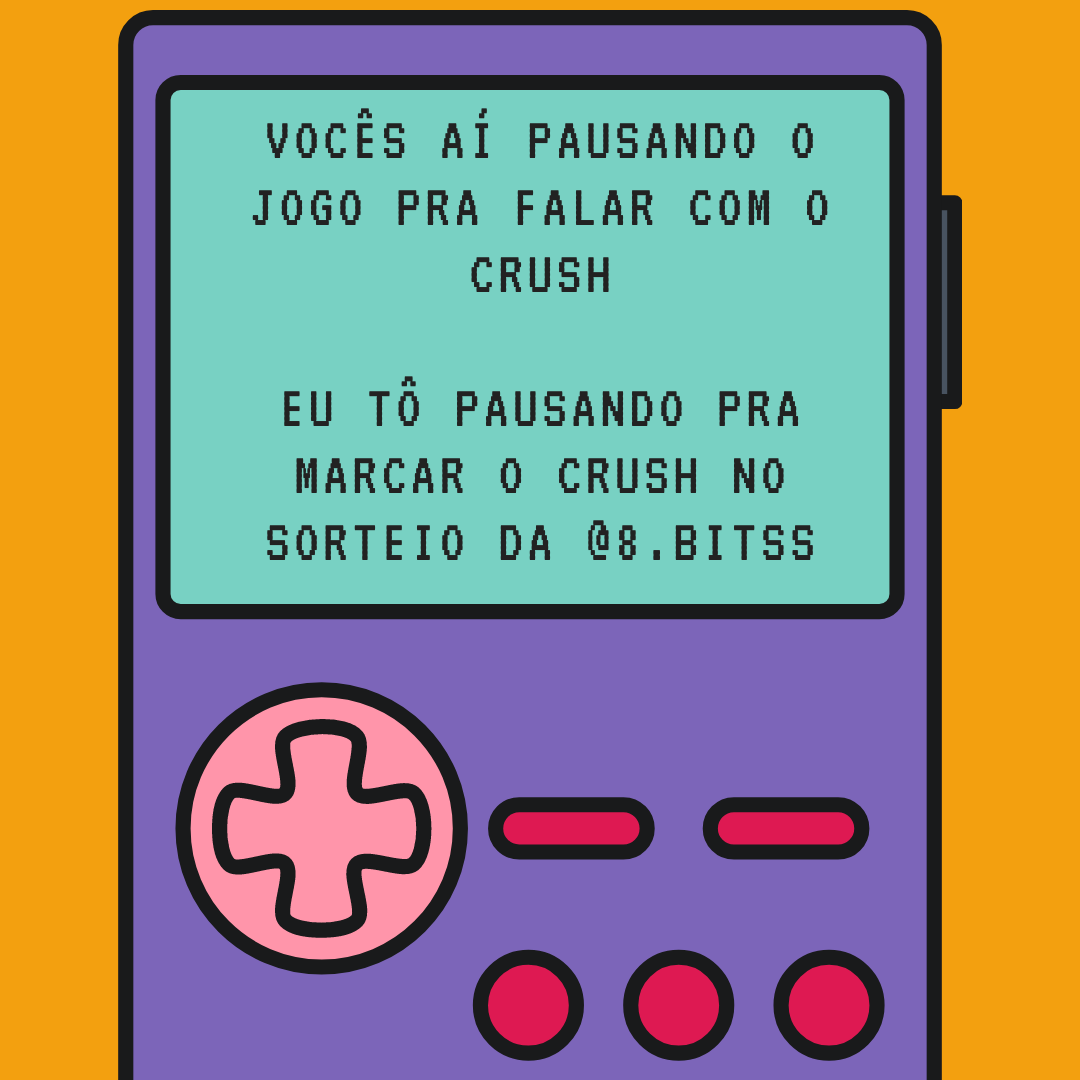 VOCÊS AÍ PAUSANDO O
JOGO PRA FALAR COM O
CRUSH
EU TÔ PAUSANDO PRA
MARCAR O CRUSH NO
SORTEIO DA @8.BITSS